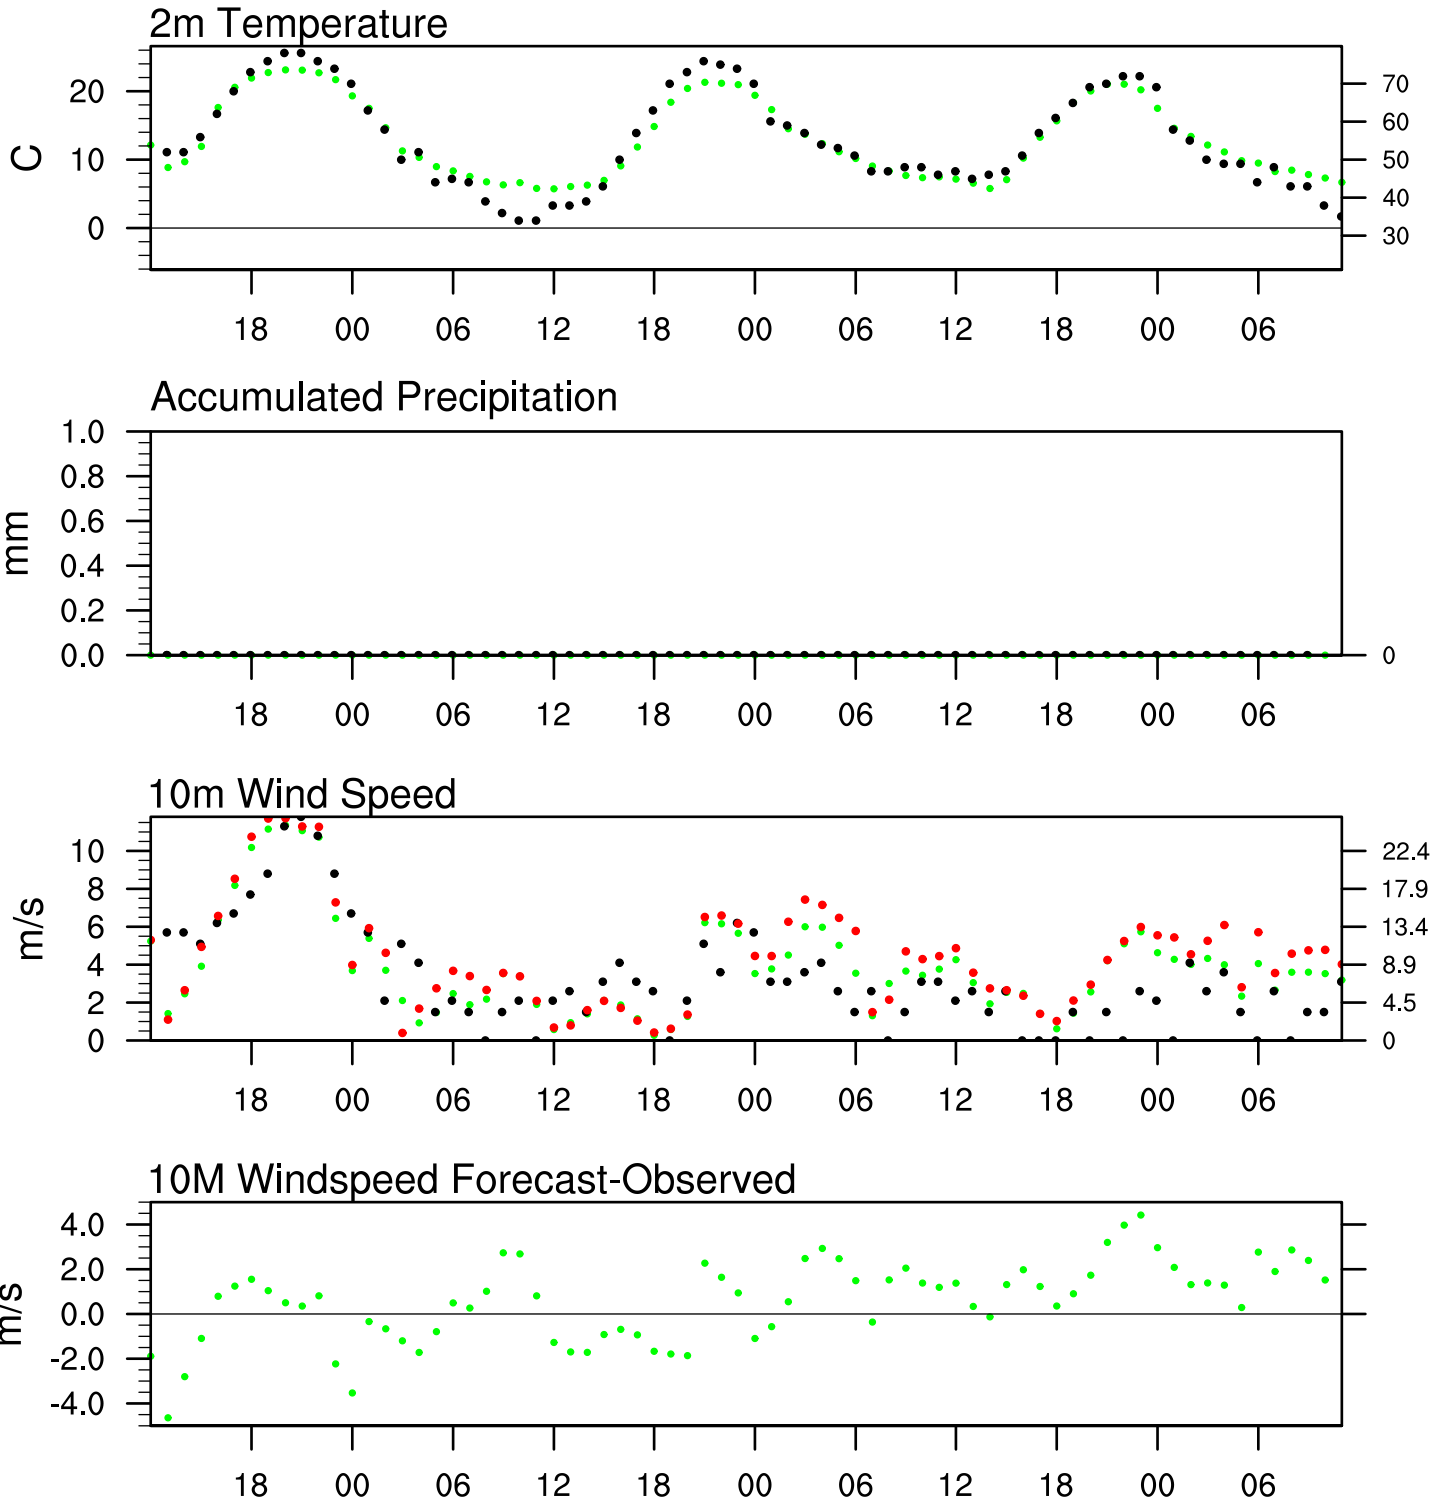 2m Temperature
C
20
10
0
70
60
50
40
30
18 00 06 12 18 00 06 12 18 00 06
Accumulated Precipitation
mm
1.0
0.8
0.6
0.4
0.2
0.0
0
18 00 06 12 18 00 06 12 18 00 06
10m Wind Speed
m/s
10
8
6
4
2
0
22.4
17.9
13.4
8.9
4.5
0
18 00 06 12 18 00 06 12 18 00 06
10M Windspeed Forecast-Observed
m/s
4.0
2.0
0.0
-2.0
-4.0
18 00 06 12 18 00 06 12 18 00 06